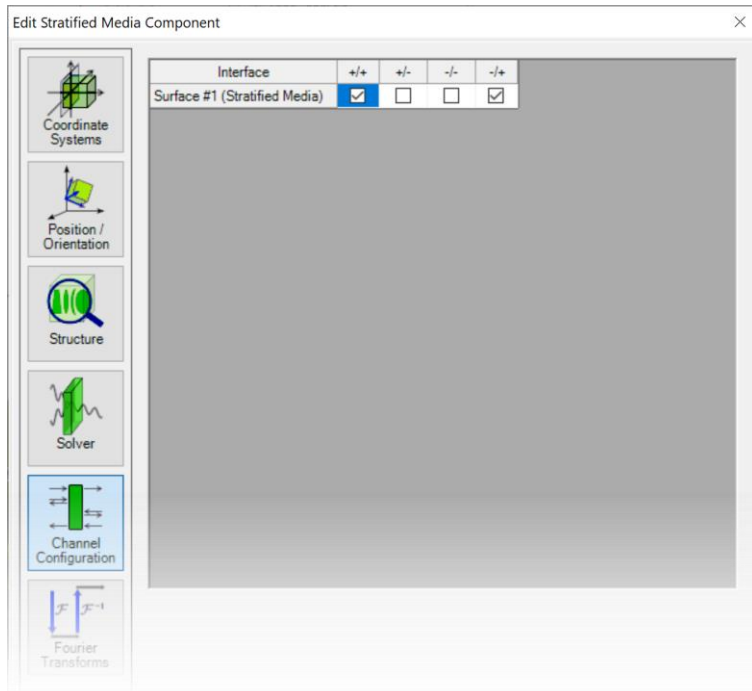 Edit Stratified Media Component
Interface +/+ +/- -/- -/+
Surface #1 (Stratified Media)
Coordinate
Systems
Position /
Orientation
Structure
Solver
Channel
Configuration
ℱ ℱ⁻¹
Fourier
Transforms